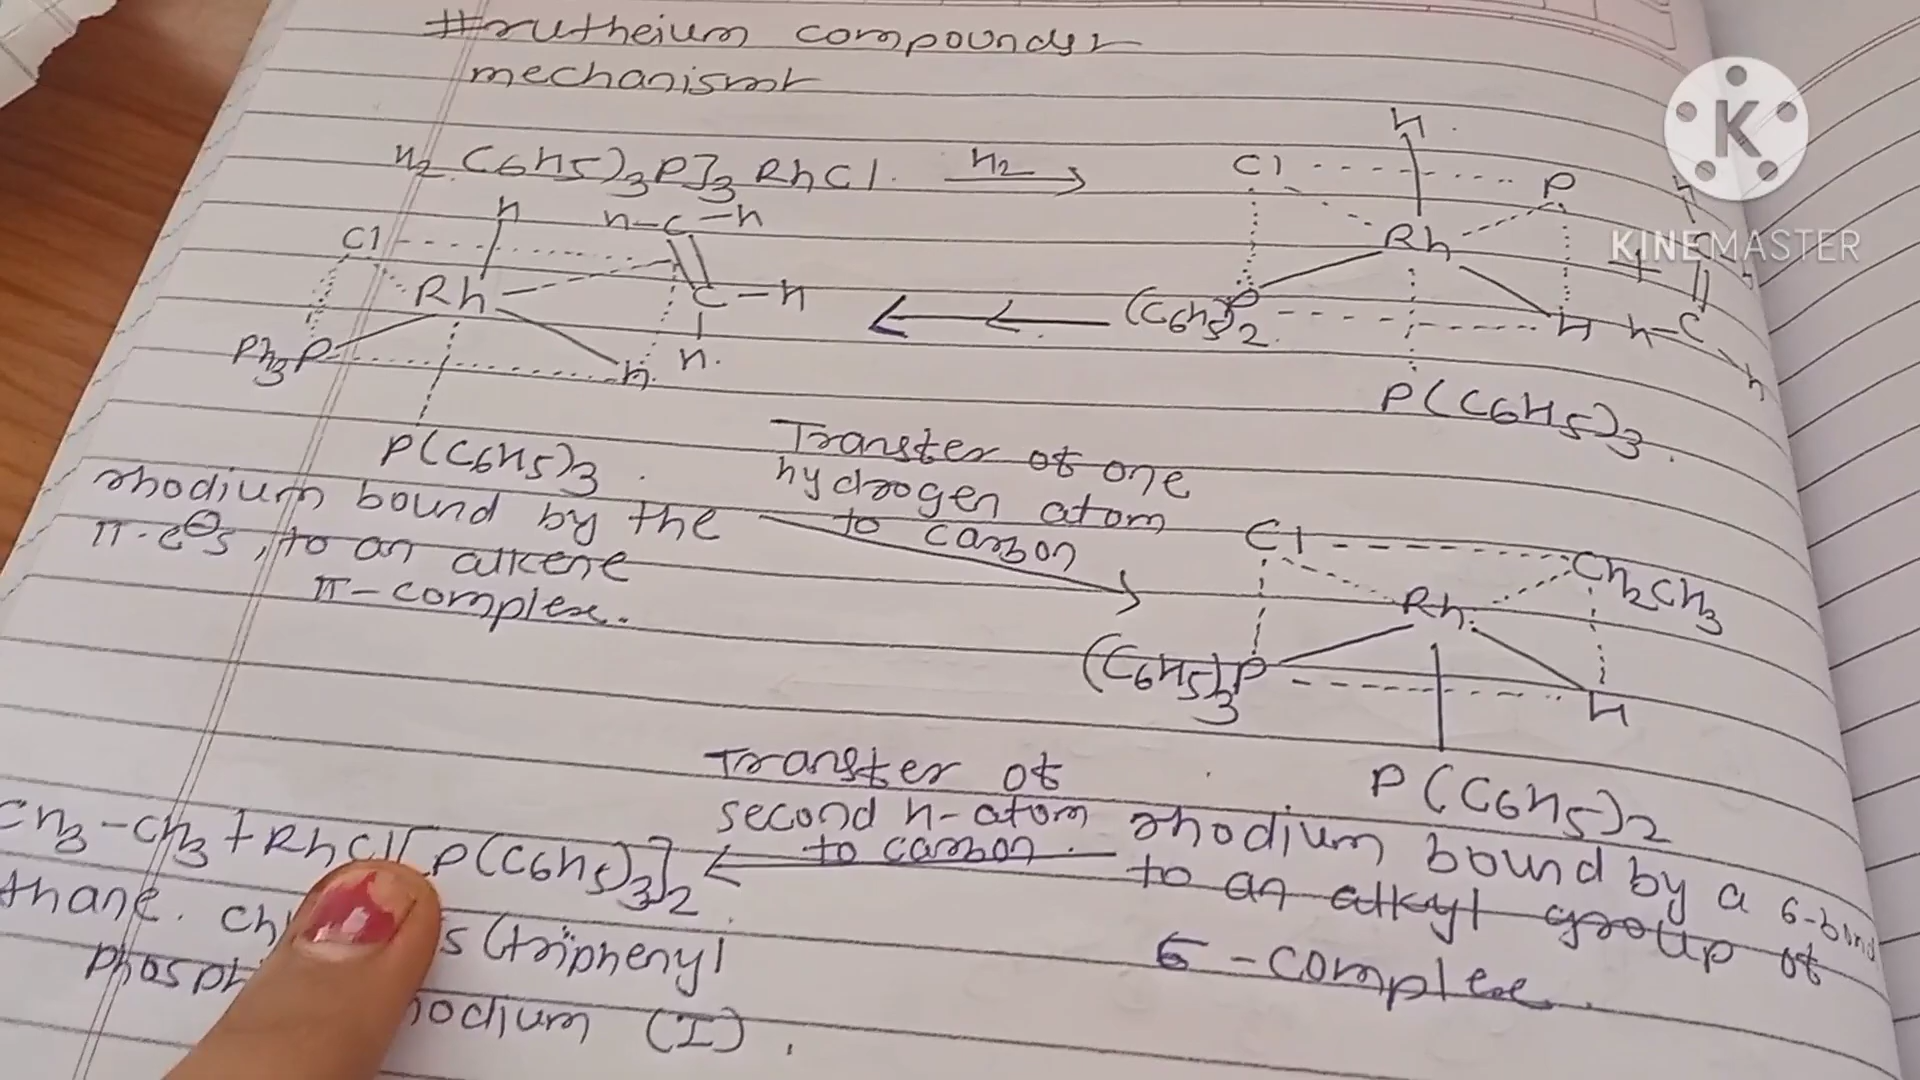 #rutheium compounds
mechanism
H2 C6H5)3P]3 RhCl. H2
H
Cl P
Rh
(C6H5)2 P H
P(C6H5)3.
+
C
H-C
H
H H-C-H
Cl
Rh C-H
Ph3P H H.
P(C6H5)3.
rhodium bound by the
π-e⊖s, to an alkene
π-complex.
Transfer of one
hydrogen atom
to carbon
Cl CH2CH3
Rh
(C6H5)3P H
P(C6H5)2
rhodium bound by a 6-bond
to an alkyl group of
6-complex.
Transfer of
second H-atom
to carbon.
CH3-CH3+RhCl[P(C6H5)3]2.
thane. s(triphenyl
(I).
K
KINEMASTER